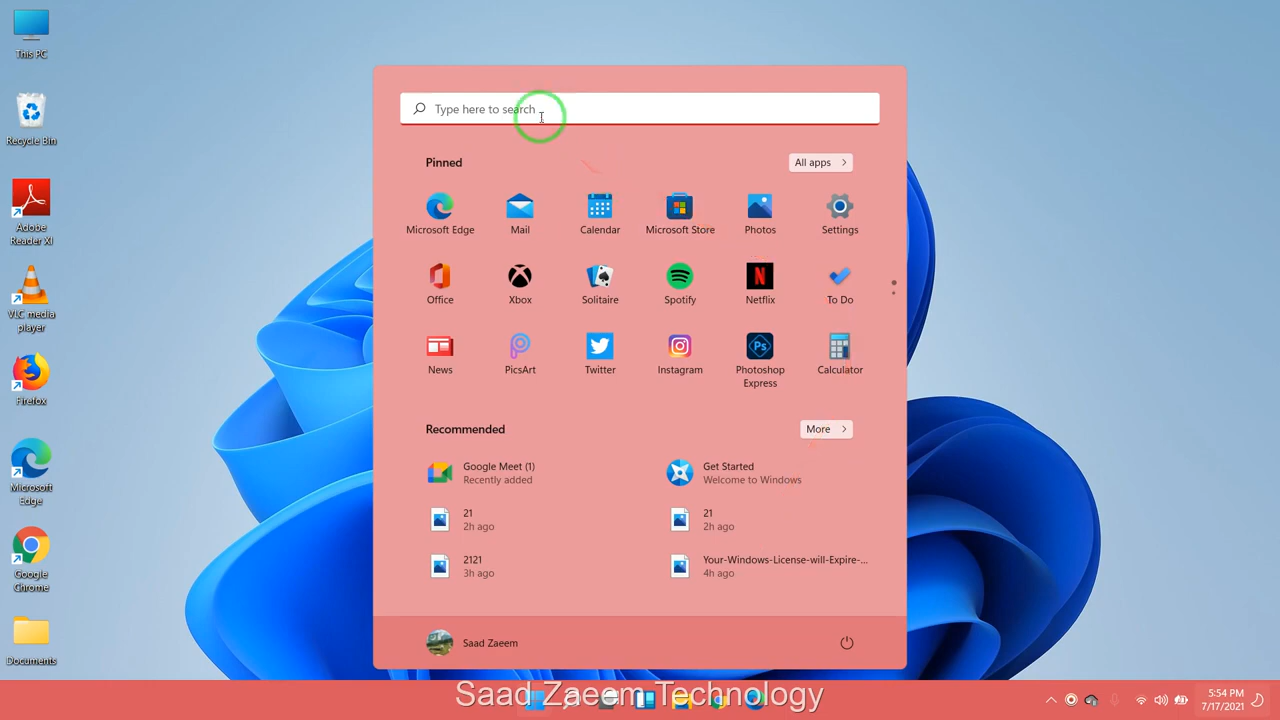 This PC
Recycle Bin
Adobe
Reader XI
VLC media
player
Firefox
Microsoft
Edge
Google
Chrome
Documents
Type here to search
Pinned
All apps
Microsoft Edge
Mail
Calendar
Microsoft Store
Photos
Settings
Office
Xbox
Solitaire
Spotify
Netflix
To Do
News
PicsArt
Twitter
Instagram
Ps
Photoshop
Express
Calculator
Recommended
More
Google Meet (1)
Recently added
Get Started
Welcome to Windows
21
2h ago
21
2h ago
2121
3h ago
Your-Windows-License-will-Expire-...
4h ago
Saad Zaeem
Saad Zaeem Technology
5:54 PM
7/17/2021